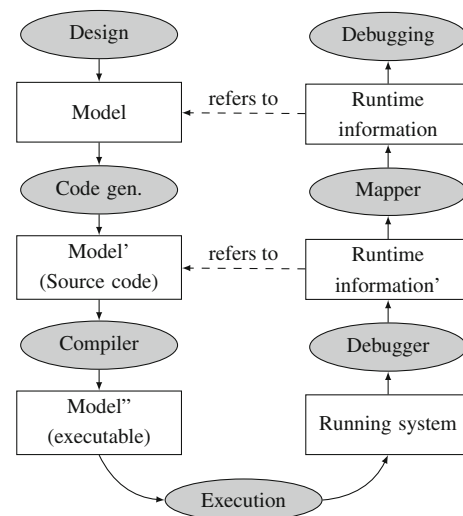 Design
Debugging
Model
refers to
Runtime
information
Code gen.
Mapper
Model’
(Source code)
refers to
Runtime
information’
Compiler
Debugger
Model”
(executable)
Running system
Execution